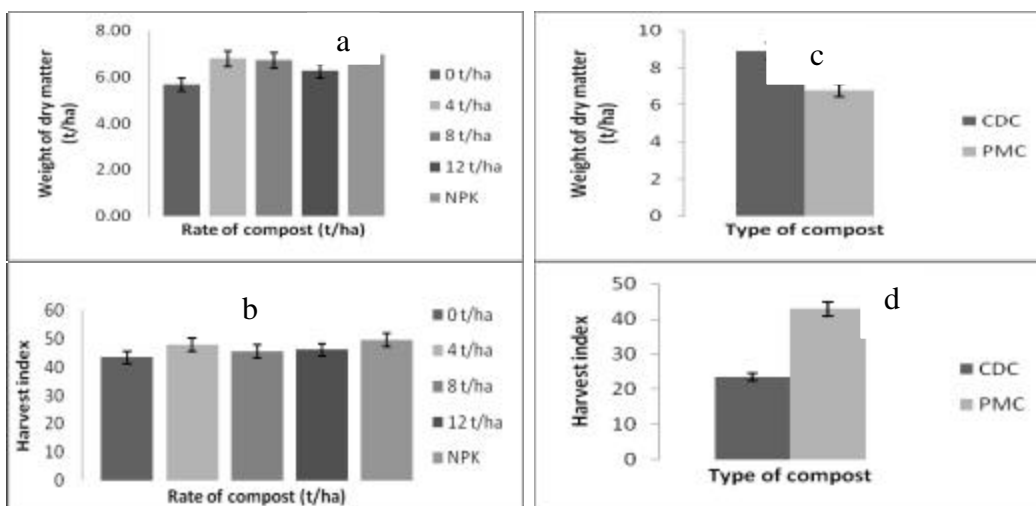 a
8.00
6.00
4.00
2.00
0.00
Weight of dry matter
(t/ha)
Rate of compost (t/ha)
0 t/ha
4 t/ha
8 t/ha
12 t/ha
NPK
c
10
8
6
4
2
0
Weight of dry matter
(t/ha)
Type of compost
CDC
PMC
b
60
50
40
30
20
10
0
Harvest index
Rate of compost (t/ha)
0 t/ha
4 t/ha
8 t/ha
12 t/ha
NPK
d
50
40
30
20
10
0
Harvest index
Type of compost
CDC
PMC